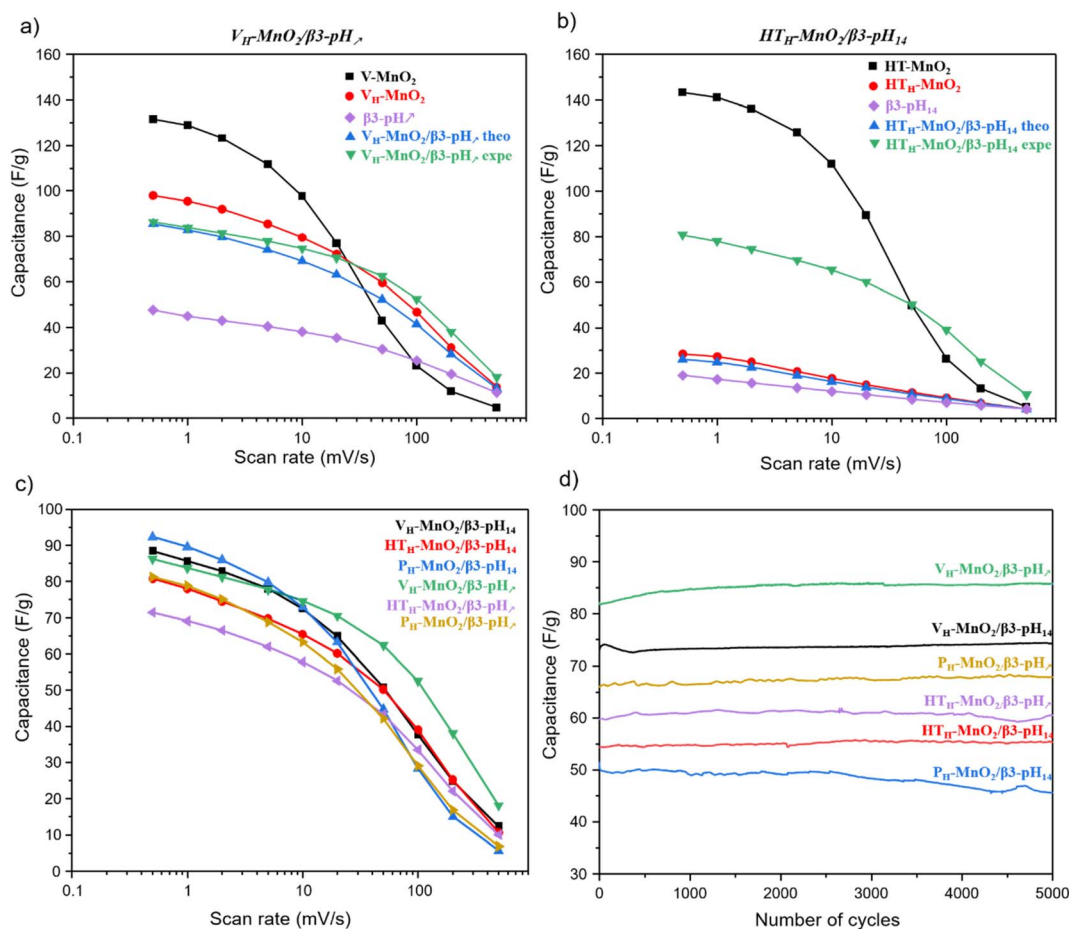 a)
V_H-MnO₂/β3-pH↗
160
140
120
100
80
60
40
20
0
Capacitance (F/g)
V-MnO₂
V_H-MnO₂
β3-pH↗
V_H-MnO₂/β3-pH↗ theo
V_H-MnO₂/β3-pH↗ expe
0.1
1
10
100
Scan rate (mV/s)
b)
HT_H-MnO₂/β3-pH₁₄
160
140
120
100
80
60
40
20
0
Capacitance (F/g)
HT-MnO₂
HT_H-MnO₂
β3-pH₁₄
HT_H-MnO₂/β3-pH₁₄ theo
HT_H-MnO₂/β3-pH₁₄ expe
0.1
1
10
100
Scan rate (mV/s)
c)
100
90
80
70
60
50
40
30
20
10
0
Capacitance (F/g)
V_H-MnO₂/β3-pH₁₄
HT_H-MnO₂/β3-pH₁₄
P_H-MnO₂/β3-pH₁₄
V_H-MnO₂/β3-pH↗
HT_H-MnO₂/β3-pH↗
P_H-MnO₂/β3-pH↗
0.1
1
10
100
Scan rate (mV/s)
d)
100
90
80
70
60
50
40
30
Capacitance (F/g)
V_H-MnO₂/β3-pH↗
V_H-MnO₂/β3-pH₁₄
P_H-MnO₂/β3-pH↗
HT_H-MnO₂/β3-pH↗
HT_H-MnO₂/β3-pH₁₄
P_H-MnO₂/β3-pH₁₄
0
1000
2000
3000
4000
5000
Number of cycles